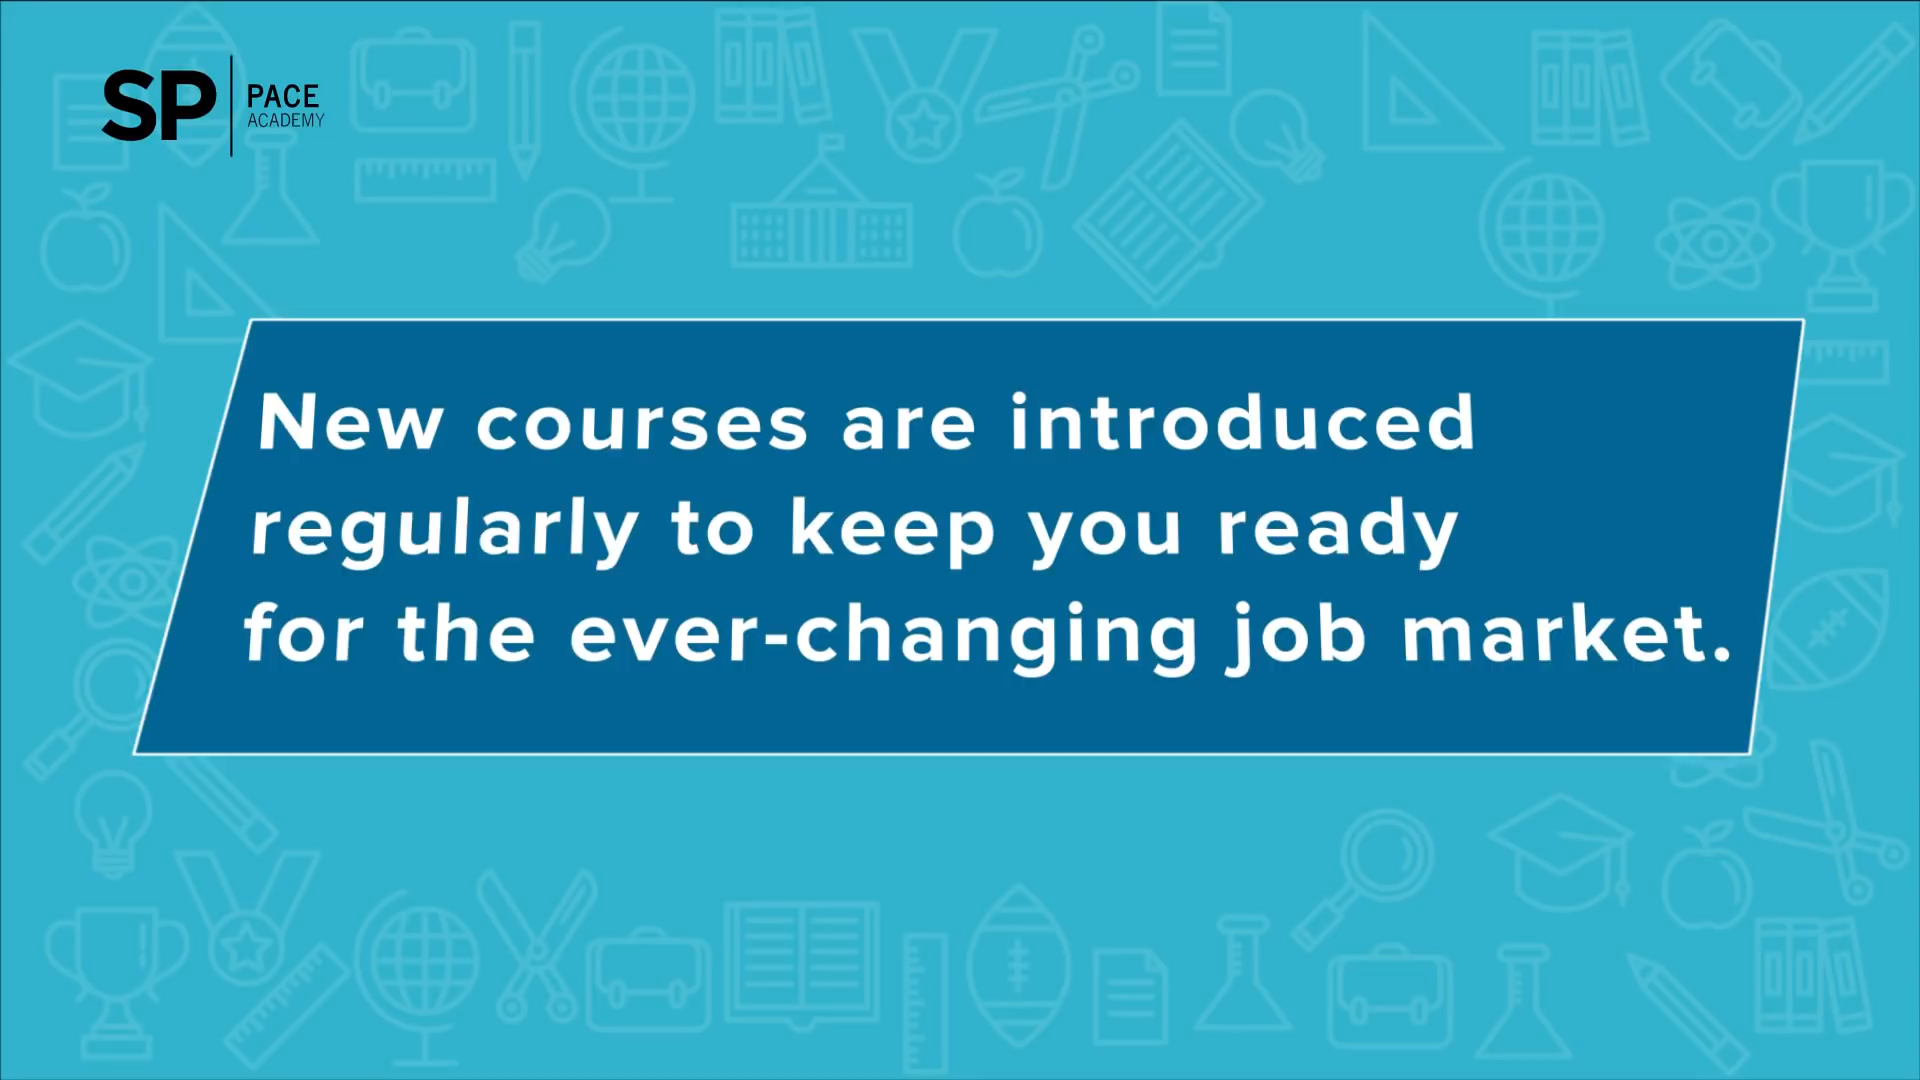 SP
PACE
ACADEMY
New courses are introduced
regularly to keep you ready
for the ever-changing job market.